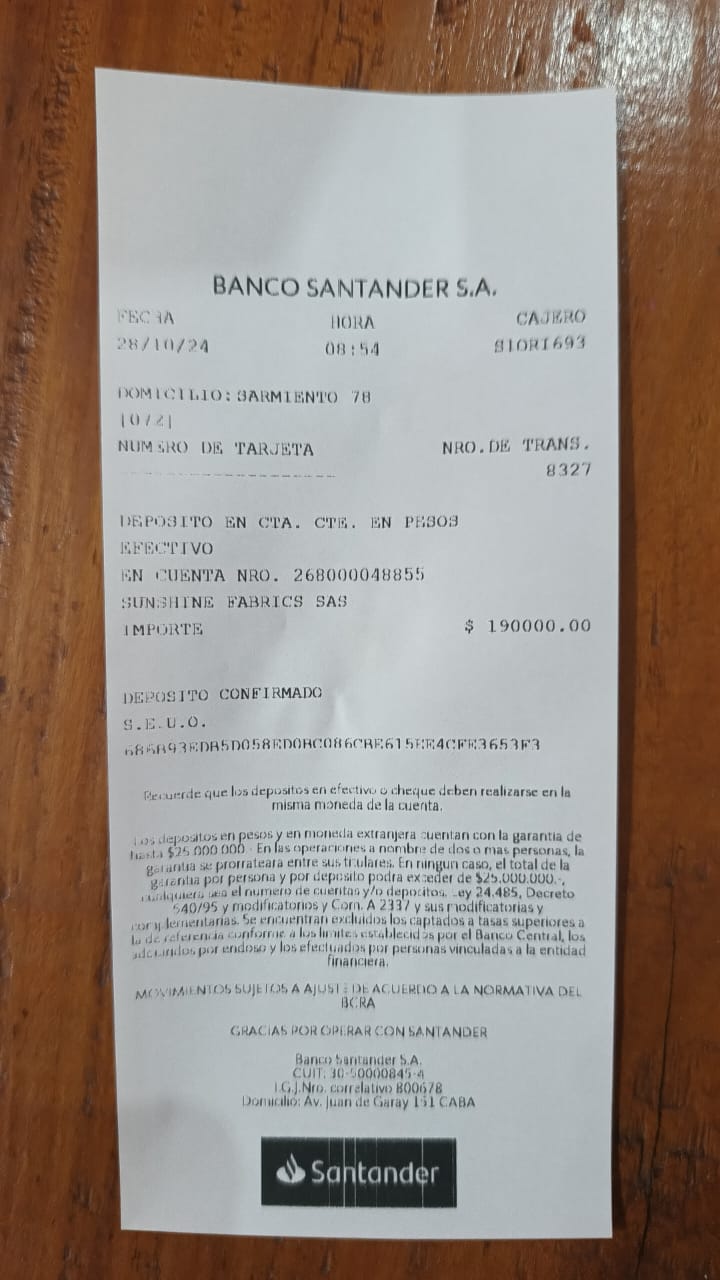 BANCO SANTANDER S.A.
FECHA HORA CAJERO
28/10/24 08:54 S1ORI693
DOMICILIO: SARMIENTO 78
NUMERO DE TARJETA NRO.DE TRANS.
8327
DEPOSITO EN CTA. CTE. EN PESOS
EFECTIVO
EN CUENTA NRO. 268000048855
SUNSHINE FABRICS SAS
IMPORTE $ 190000.00
DEPOSITO CONFIRMADO
S.E.U.O.
Recuerde que los depositos en efectivo o cheque deben realizarse en la
misma moneda de la cuenta.
Los depositos en pesos y en moneda extranjera cuentan con la garantia de
hasta $25.000.000.- En las operaciones a nombre de dos o mas personas, la
garantia se prorrateara entre sus titulares. En ningun caso, el total de la
garantia por persona y por deposito podra exceder de $25.000.000.-,
cualquiera sea el numero de cuentas y/o depositos. Ley 24.485, Decreto
540/95 y modificatorios y Com. A 2337 y sus modificatorias y
complementarias. Se encuentran excluidos los captados a tasas superiores a
la de referencia conforme a los limites establecidos por el Banco Central, los
adquiridos por endoso y los efectuados por personas vinculadas a la entidad
financiera.
MOVIMIENTOS SUJETOS A AJUSTE DE ACUERDO A LA NORMATIVA DEL
BCRA
GRACIAS POR OPERAR CON SANTANDER
Banco Santander S.A.
CUIT: 30-50000845-4
I.G.J.Nro. correlativo 800678
Domicilio: Av. Juan de Garay 151 CABA
Santander